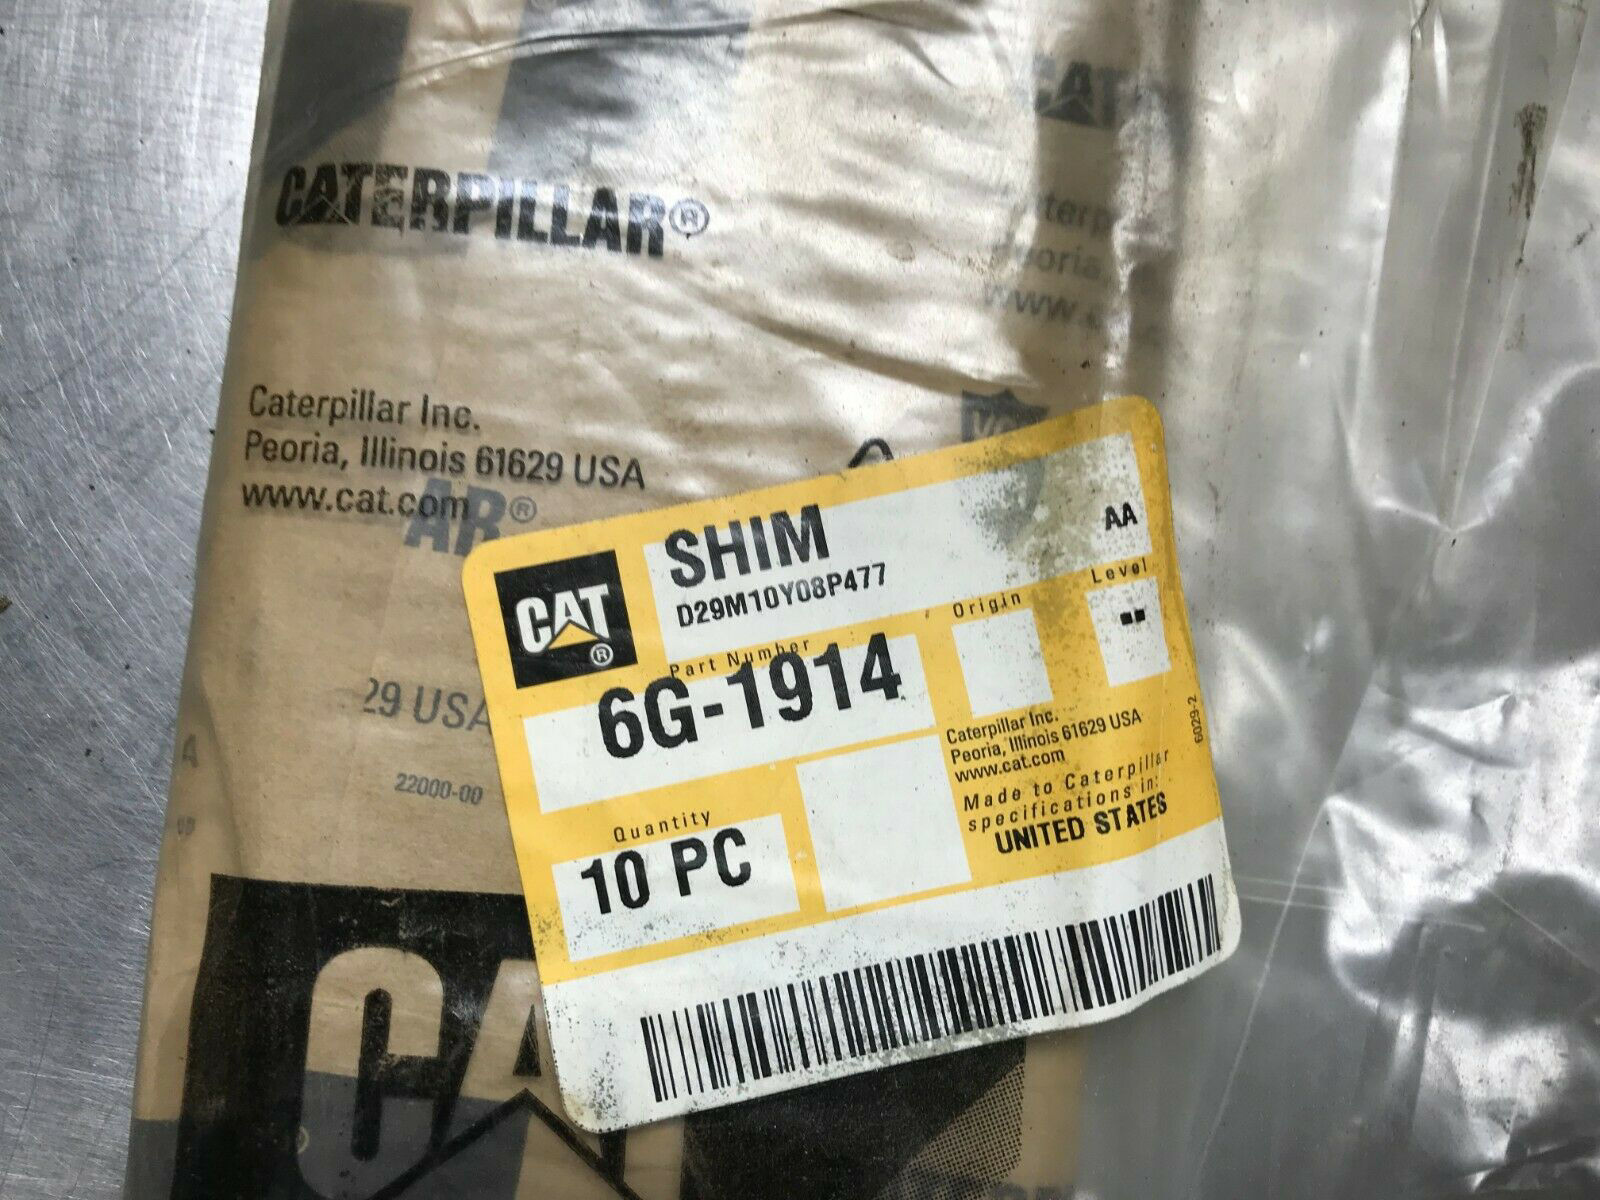 CAT
CATERPILLAR®
Caterpillar Inc.
Peoria, Illinois 61629 USA
www.cat.com
AR®
29 USA
22000-00
CAT®
SHIM
AA
D29M10Y08P477
Part Number
Origin
Level
6G-1914
--
Caterpillar Inc.
Peoria, Illinois 61629 USA
www.cat.com
6029-2
Made to Caterpillar
specifications in:
UNITED STATES
Quantity
10 PC